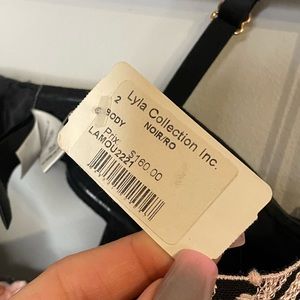 Lyla Collection Inc.
2
BODY NOIR/RO
Prix: $160.00
LAMOU2221